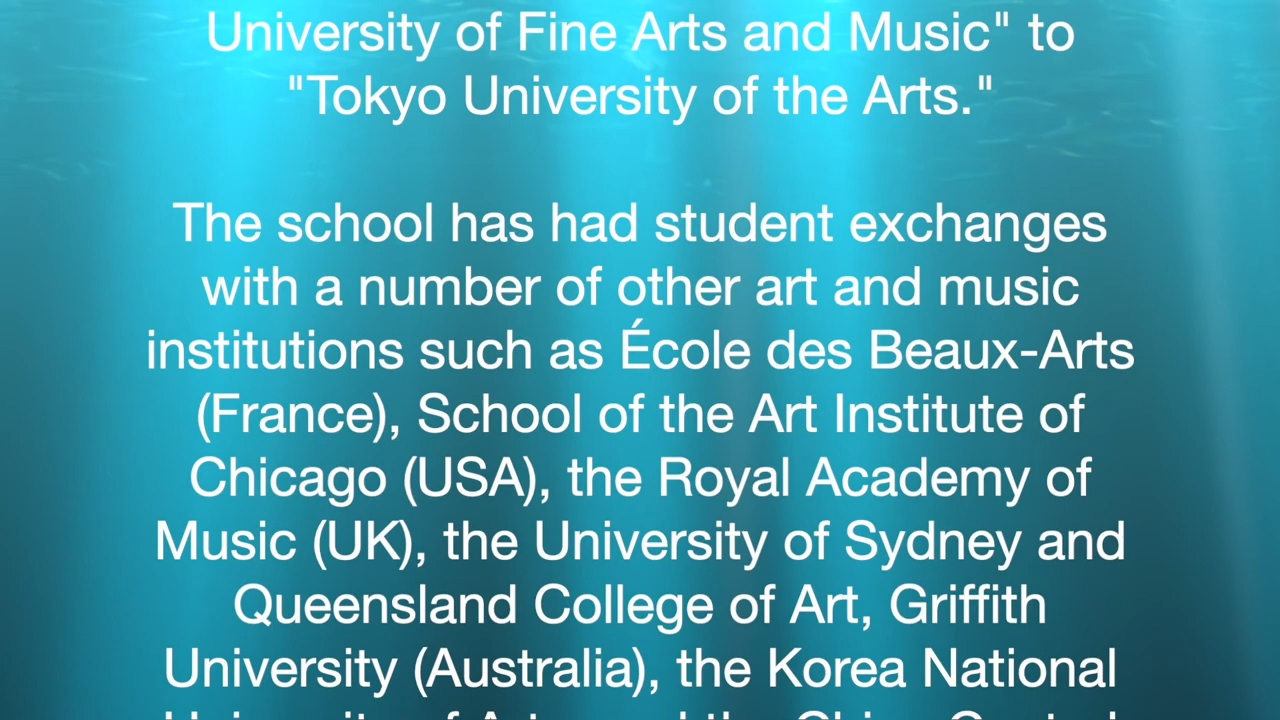 University of Fine Arts and Music" to
"Tokyo University of the Arts."
The school has had student exchanges
with a number of other art and music
institutions such as École des Beaux-Arts
(France), School of the Art Institute of
Chicago (USA), the Royal Academy of
Music (UK), the University of Sydney and
Queensland College of Art, Griffith
University (Australia), the Korea National